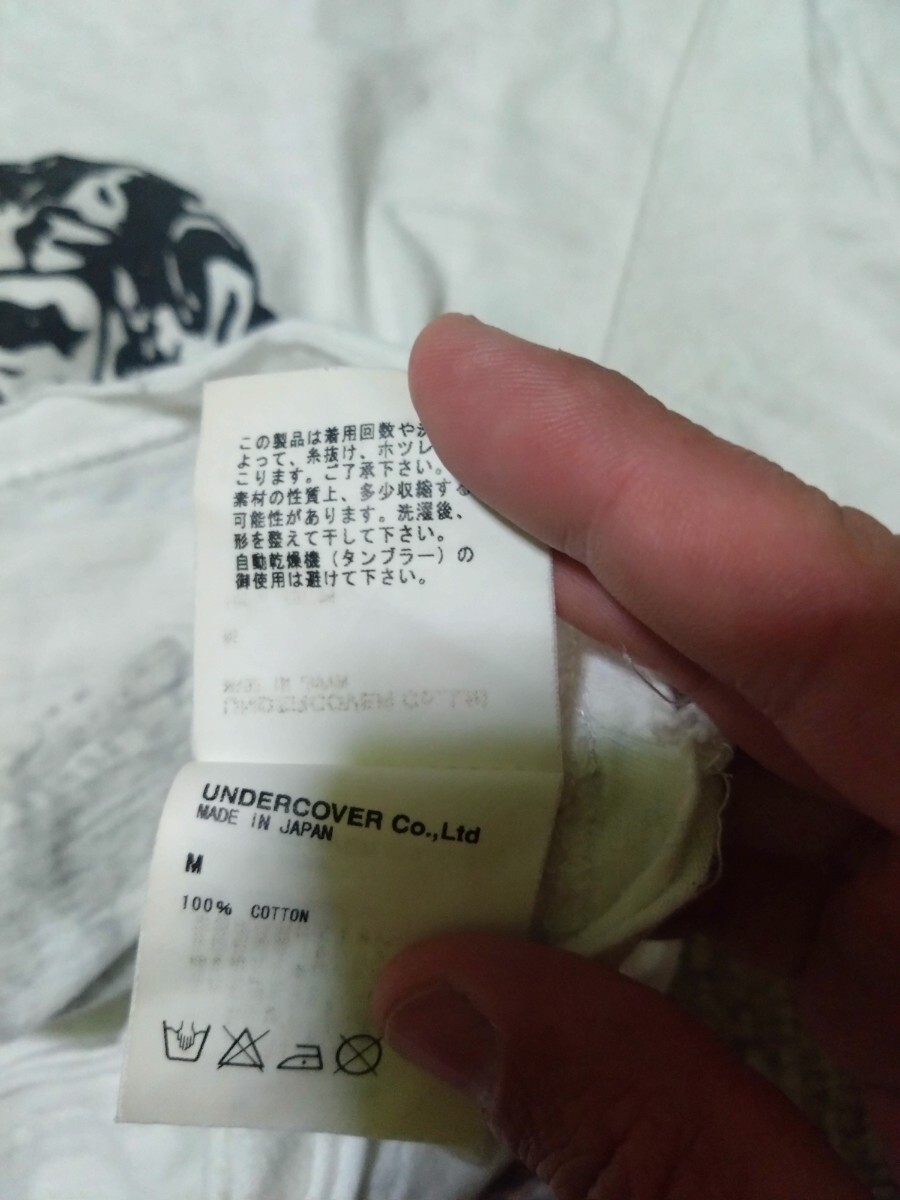 この製品は着用回数や
よって、糸抜け、ホツレ
こります。ご了承下さい。
素材の性質上、多少収縮する
可能性があります。洗濯後、
形を整えて干して下さい。
自動乾燥機（タンブラー）の
御使用は避けて下さい。
UNDERCOVER Co.,Ltd
MADE IN JAPAN
M
100% COTTON